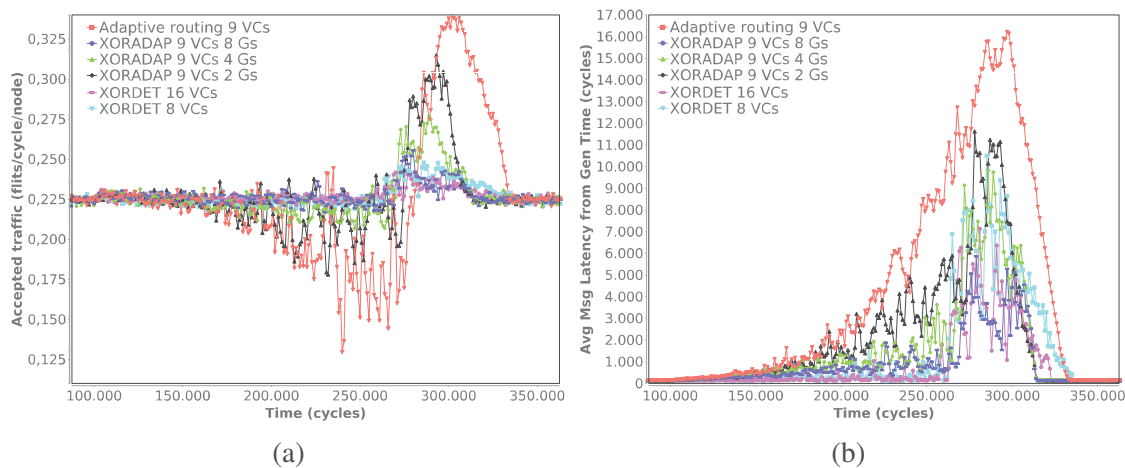 Accepted traffic (flits/cycle/node)
0,325
0,300
0,275
0,250
0,225
0,200
0,175
0,150
0,125
Adaptive routing 9 VCs
XORADAP 9 VCs 8 Gs
XORADAP 9 VCs 4 Gs
XORADAP 9 VCs 2 Gs
XORDET 16 VCs
XORDET 8 VCs
100.000 150.000 200.000 250.000 300.000 350.000
Time (cycles)
(a)
Avg Msg Latency from Gen Time (cycles)
17.000
16.000
15.000
14.000
13.000
12.000
11.000
10.000
9.000
8.000
7.000
6.000
5.000
4.000
3.000
2.000
1.000
0
Adaptive routing 9 VCs
XORADAP 9 VCs 8 Gs
XORADAP 9 VCs 4 Gs
XORADAP 9 VCs 2 Gs
XORDET 16 VCs
XORDET 8 VCs
100.000 150.000 200.000 250.000 300.000 350.000
Time (cycles)
(b)